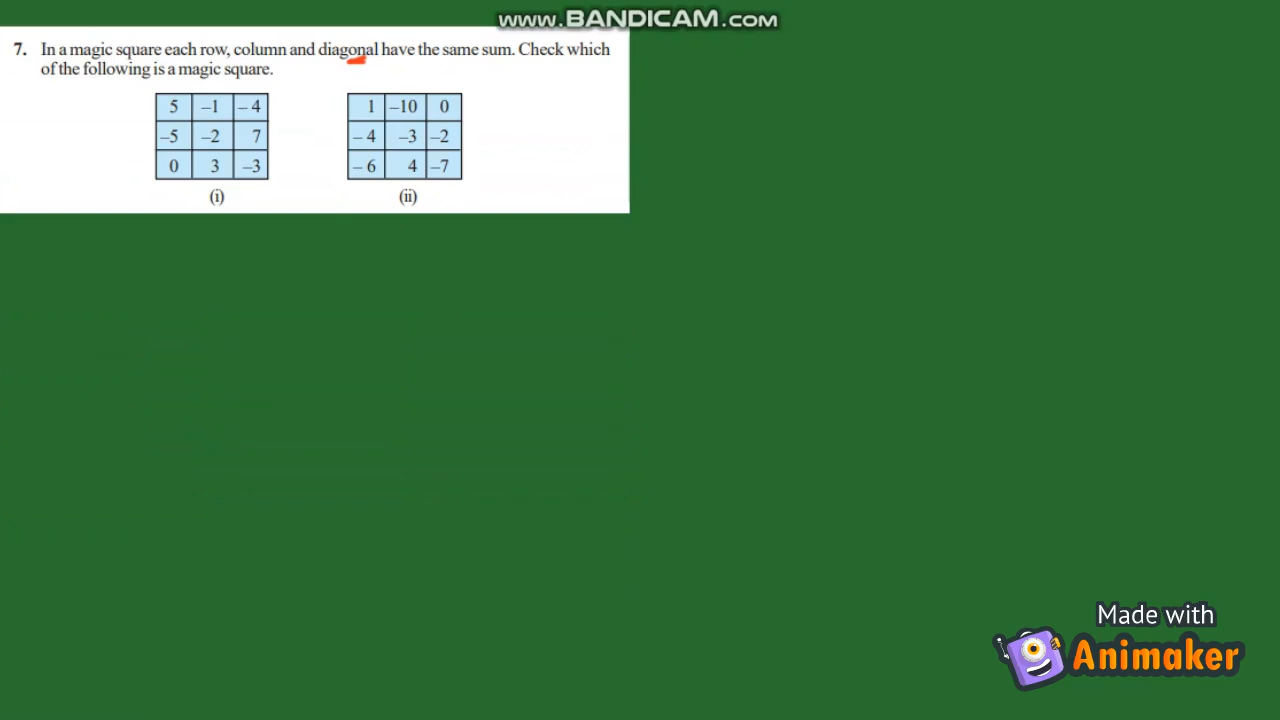 www.BANDICAM.com
7. In a magic square each row, column and diagonal have the same sum. Check which
of the following is a magic square.
5 –1 – 4
–5 –2 7
0 3 –3
(i)
1 –10 0
– 4 –3 –2
– 6 4 –7
(ii)
Made with
Animaker